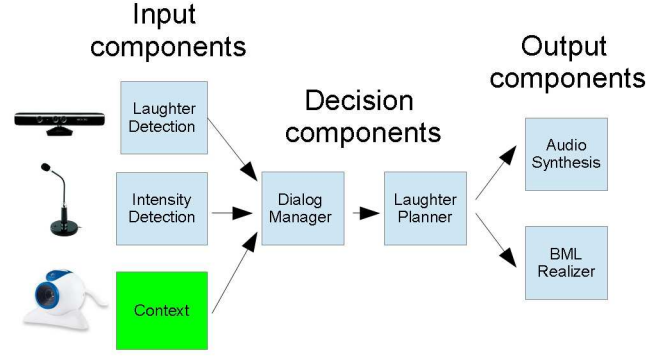 Input
components
Laughter
Detection
Intensity
Detection
Context
Decision
components
Dialog
Manager
Laughter
Planner
Output
components
Audio
Synthesis
BML
Realizer